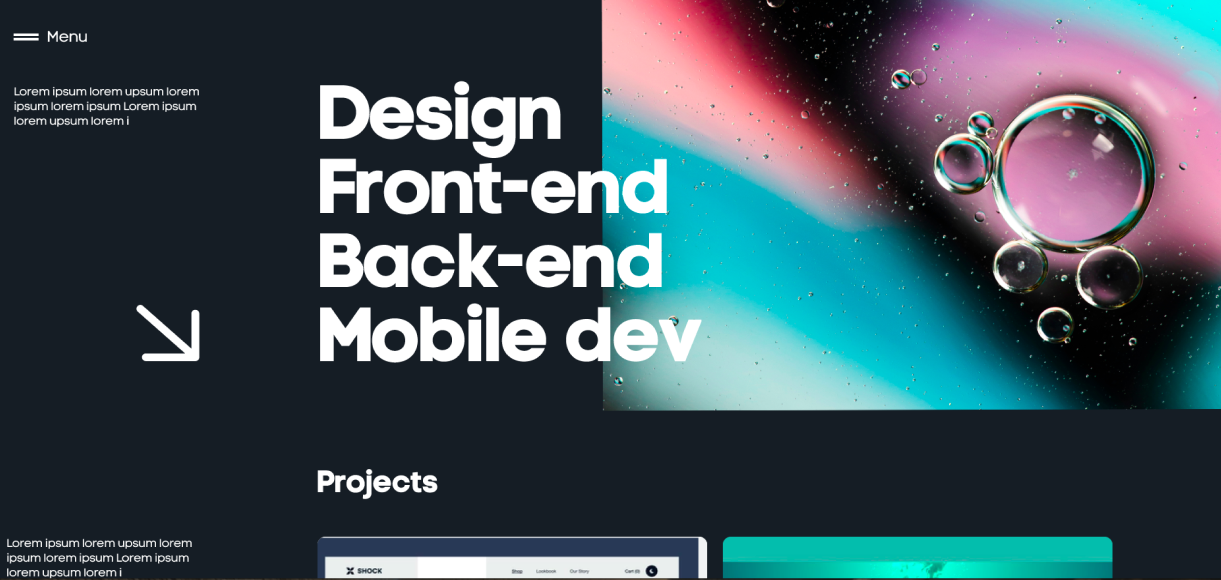 Menu
Lorem ipsum lorem upsum lorem
ipsum lorem ipsum Lorem ipsum
lorem upsum lorem i
Design
Front-end
Back-end
Mobile dev
Projects
Lorem ipsum lorem upsum lorem
ipsum lorem ipsum Lorem ipsum
lorem upsum lorem i
SHOCK
Shop Lookbook Our Story Cart (0)